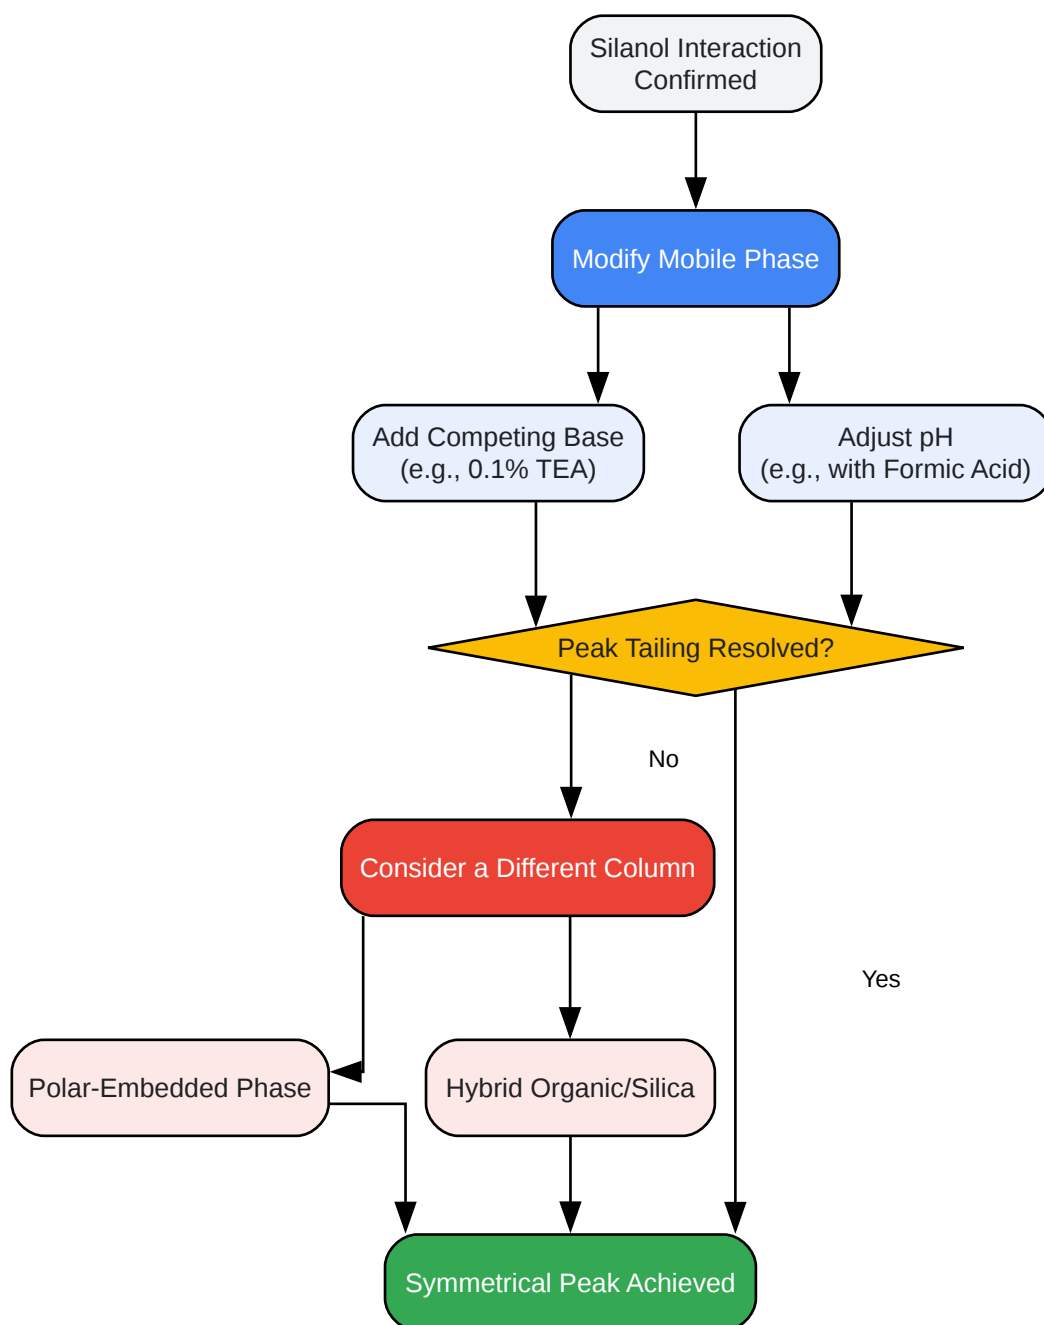 Silanol Interaction
Confirmed
Modify Mobile Phase
Add Competing Base
(e.g., 0.1% TEA)
Adjust pH
(e.g., with Formic Acid)
Peak Tailing Resolved?
No
Consider a Different Column
Yes
Polar-Embedded Phase
Hybrid Organic/Silica
Symmetrical Peak Achieved